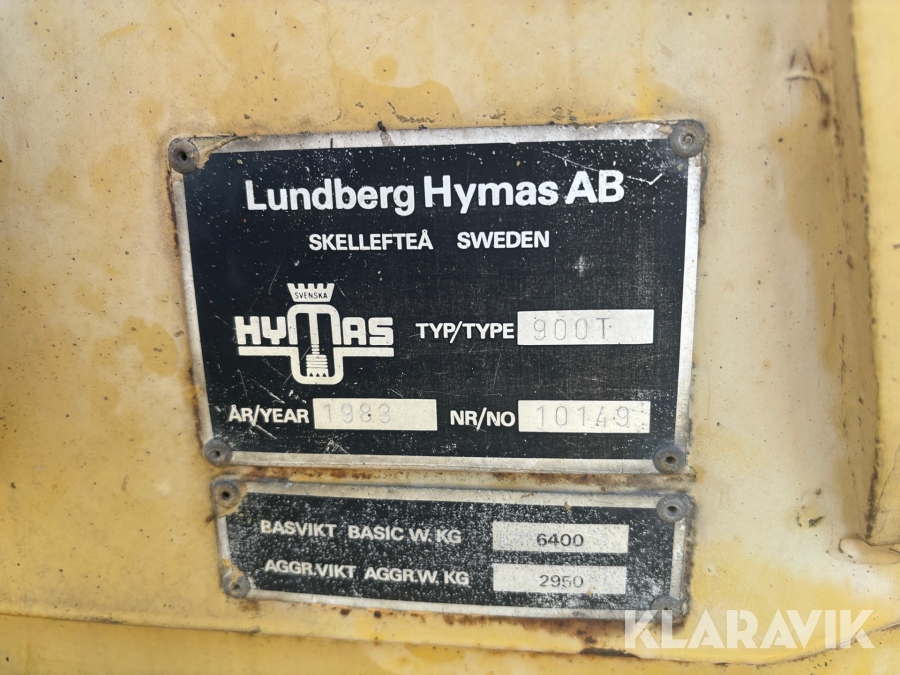 Lundberg Hymas AB
SKELLEFTEÅ SWEDEN
SVENSKA
HYMAS
TYP/TYPE 900T
ÅR/YEAR 1983 NR/NO 10149
BASVIKT BASIC W. KG 6400
AGGR.VIKT AGGR.W. KG 2950
KLARAVIK